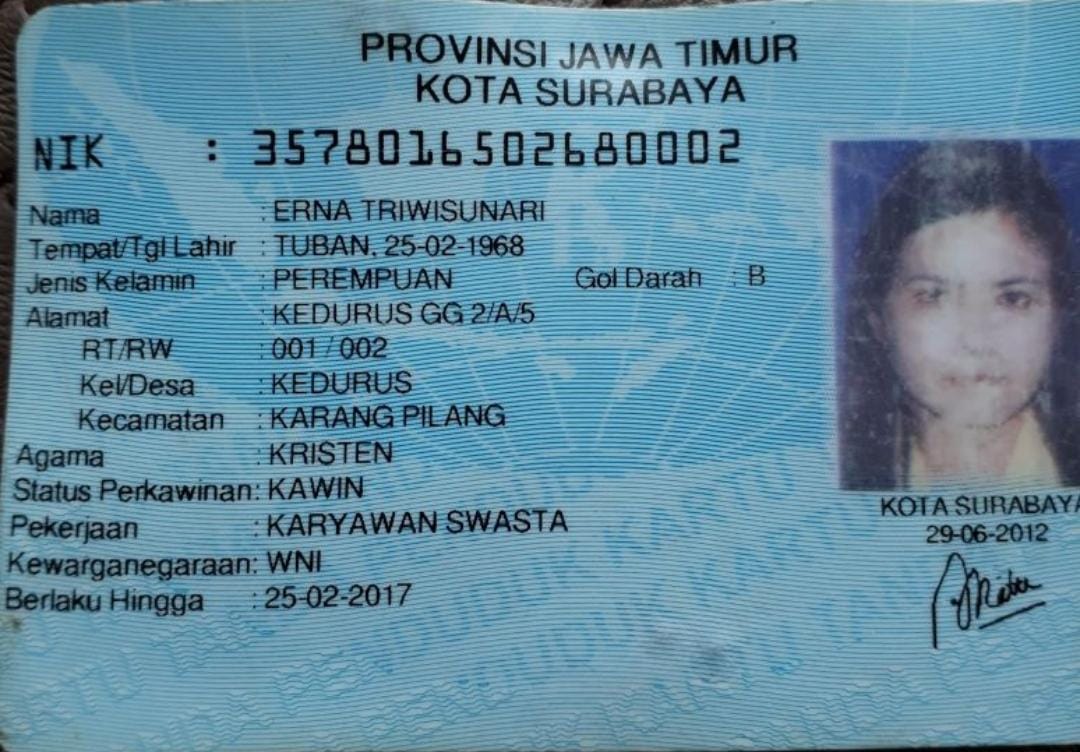 PROVINSI JAWA TIMUR
KOTA SURABAYA
NIK : 3578016502680002
Nama : ERNA TRIWISUNARI
Tempat/Tgl Lahir : TUBAN, 25-02-1968
Jenis Kelamin : PEREMPUAN Gol Darah : B
Alamat : KEDURUS GG 2/A/5
RT/RW : 001 / 002
Kel/Desa : KEDURUS
Kecamatan : KARANG PILANG
Agama : KRISTEN
Status Perkawinan: KAWIN
Pekerjaan : KARYAWAN SWASTA
Kewarganegaraan: WNI
Berlaku Hingga : 25-02-2017
KOTA SURABAYA
29-06-2012